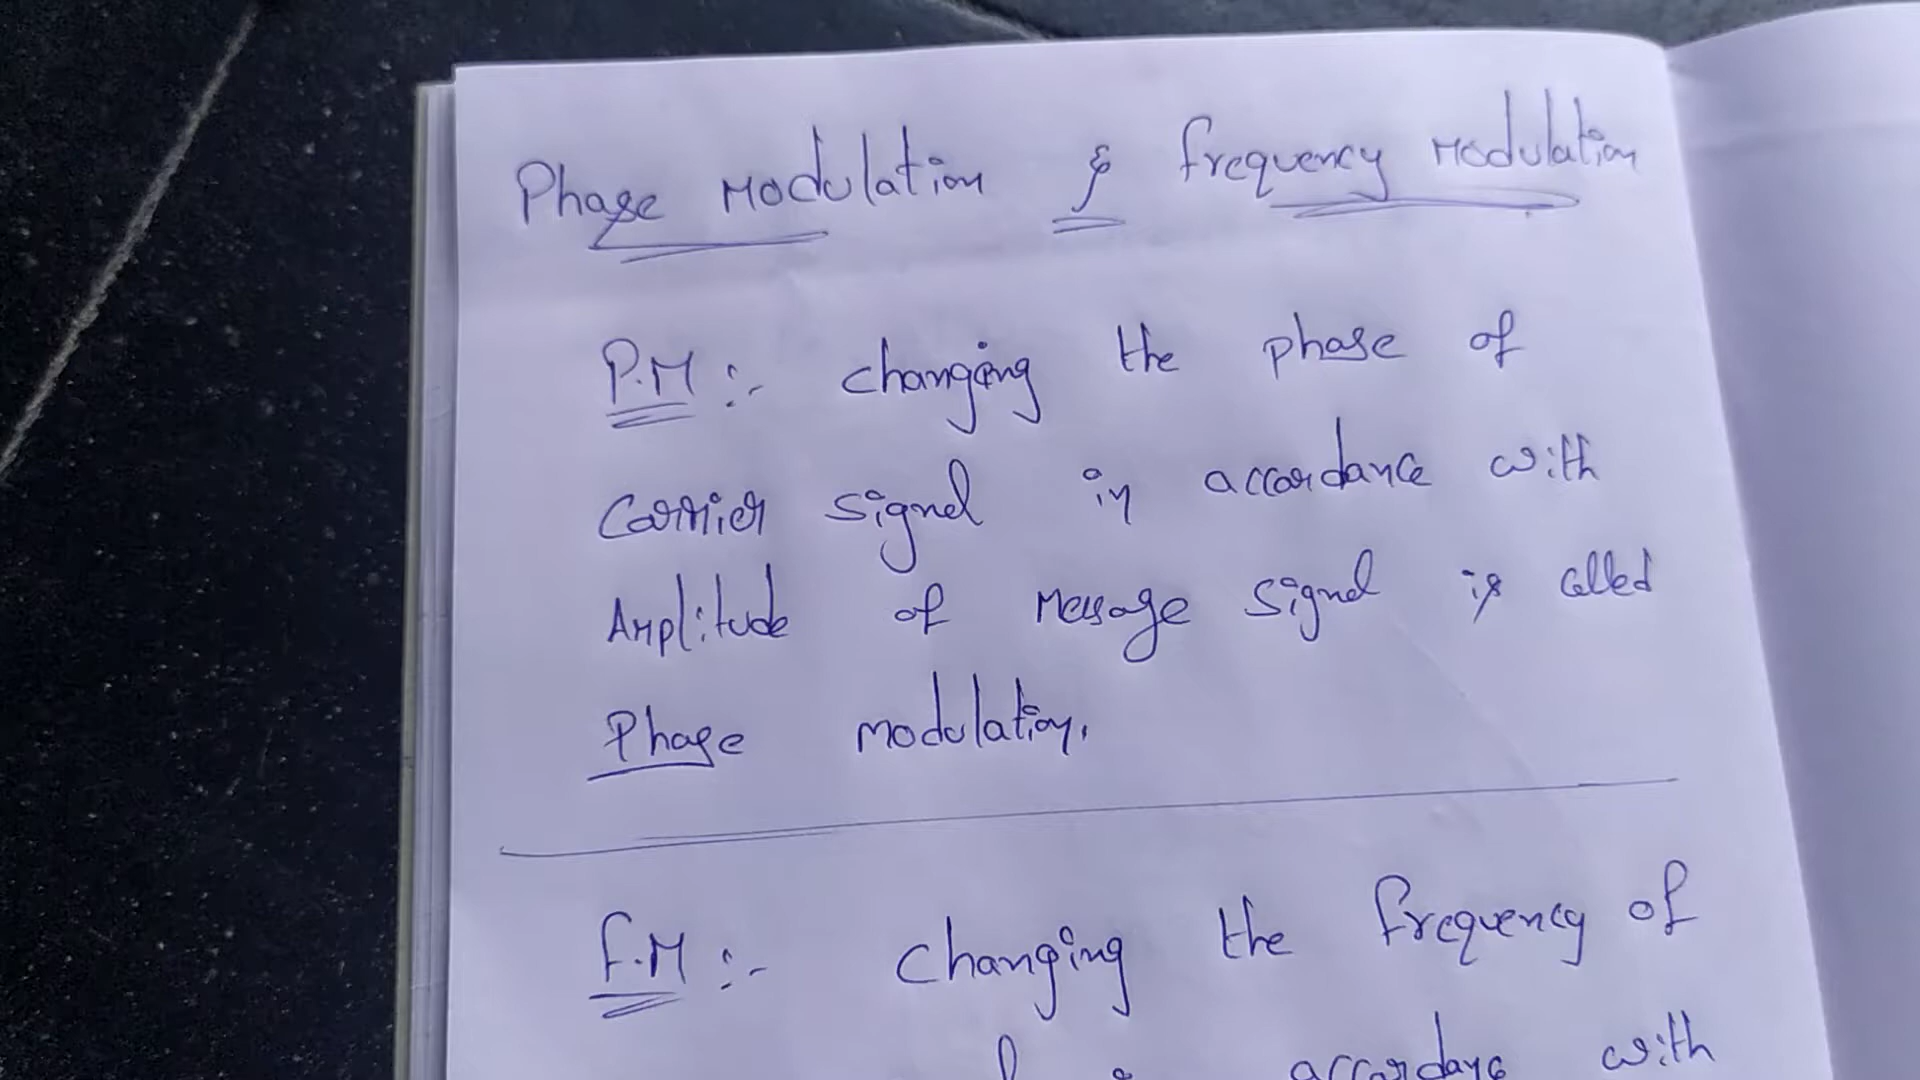 Phase Modulation & frequency Modulation
P.M :- changing the phase of
carrier signal in accordance with
Amplitude of Message signal is called
Phase modulation.
F.M :- changing the frequency of
accordance with